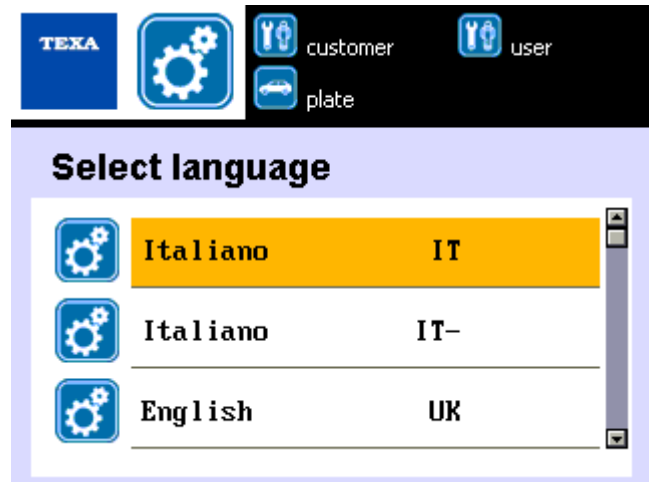 TEXA
customer user
plate
Select language
Italiano IT
Italiano IT-
English UK